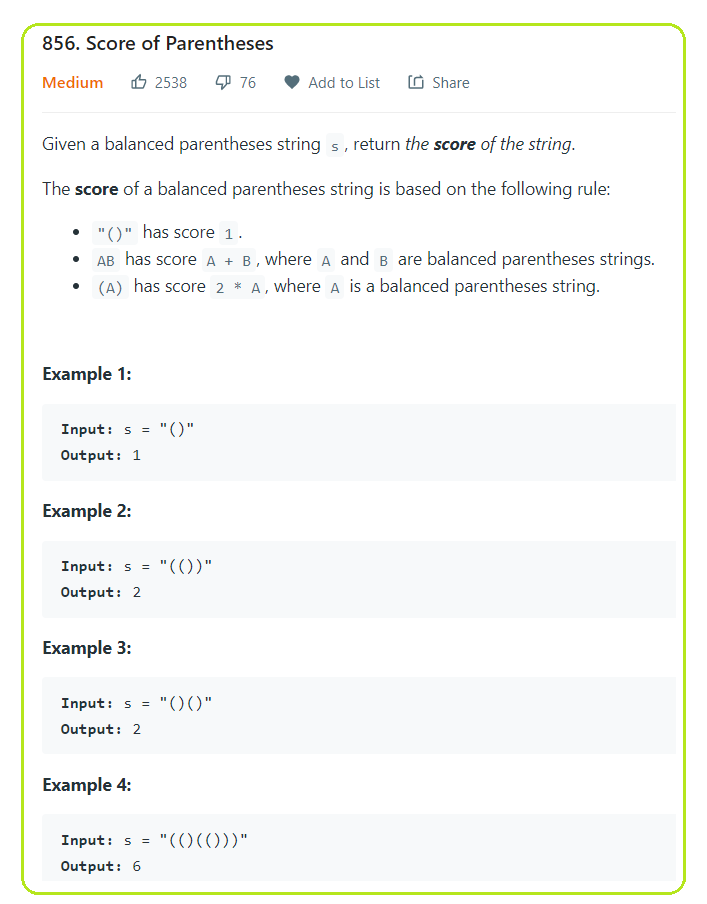 856. Score of Parentheses
Medium 2538 76 Add to List Share
Given a balanced parentheses string s , return the score of the string.
The score of a balanced parentheses string is based on the following rule:
• "()" has score 1 .
• AB has score A + B , where A and B are balanced parentheses strings.
• (A) has score 2 * A , where A is a balanced parentheses string.
Example 1:
Input: s = "()"
Output: 1
Example 2:
Input: s = "(())"
Output: 2
Example 3:
Input: s = "()()"
Output: 2
Example 4:
Input: s = "(()(()))"
Output: 6